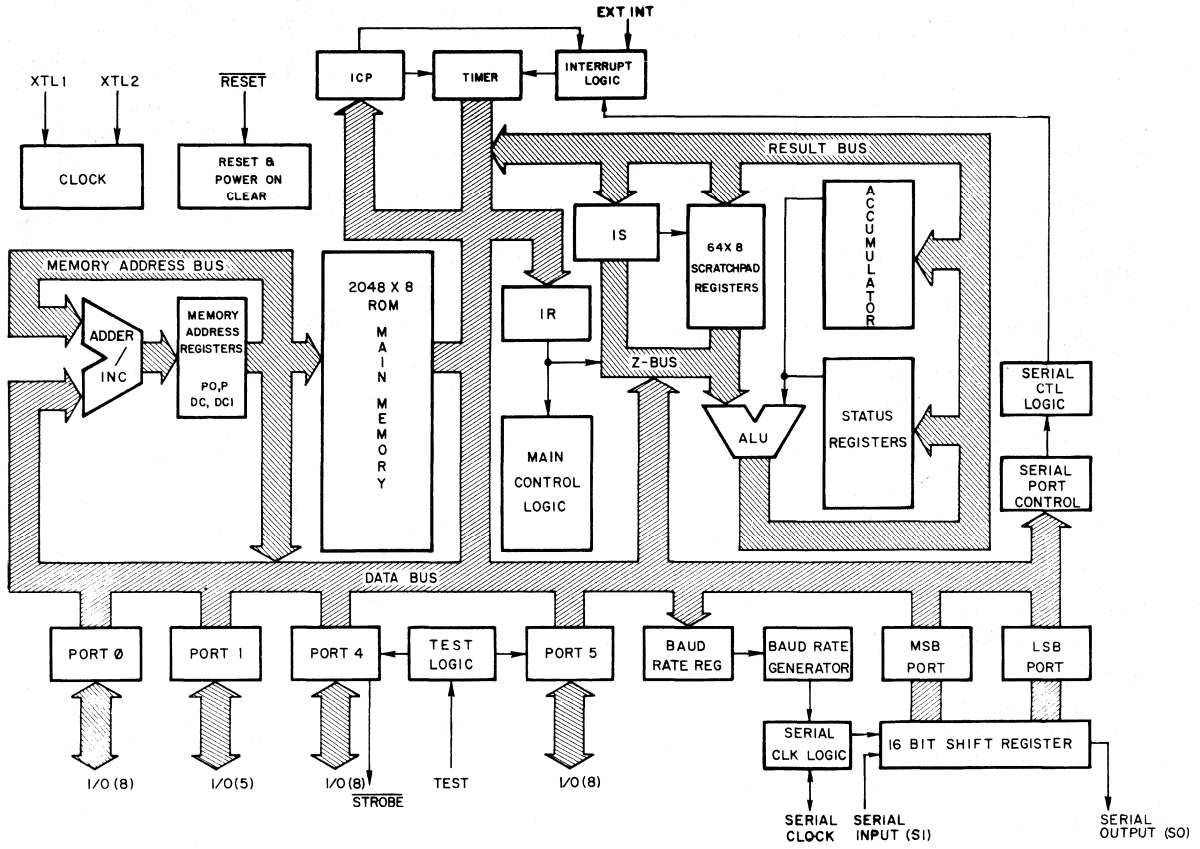 EXT INT
ICP
TIMER
INTERRUPT
LOGIC
XTL1
XTL2
RESET
CLOCK
RESET &
POWER ON
CLEAR
RESULT BUS
IS
64X8
SCRATCHPAD
REGISTERS
ACCUMULATOR
MEMORY ADDRESS BUS
ADDER
/
INC
MEMORY
ADDRESS
REGISTERS
PO,P
DC, DC1
2048 X 8
ROM
MAIN
MEMORY
IR
Z-BUS
MAIN
CONTROL
LOGIC
ALU
STATUS
REGISTERS
SERIAL
CTL
LOGIC
SERIAL
PORT
CONTROL
DATA BUS
PORT Ø
PORT 1
PORT 4
TEST
LOGIC
PORT 5
BAUD
RATE REG
BAUD RATE
GENERATOR
MSB
PORT
LSB
PORT
SERIAL
CLK LOGIC
16 BIT SHIFT REGISTER
I/O (8)
I/O(5)
I/O (8)
STROBE
TEST
I/O (8)
SERIAL
CLOCK
SERIAL
INPUT (SI)
SERIAL
OUTPUT (SO)